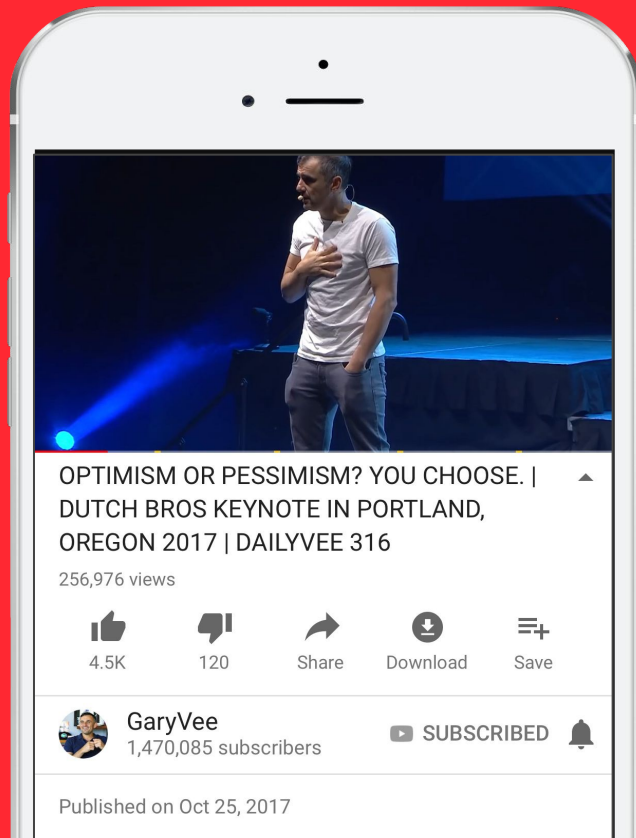 OPTIMISM OR PESSIMISM? YOU CHOOSE. |
DUTCH BROS KEYNOTE IN PORTLAND,
OREGON 2017 | DAILYVEE 316
256,976 views
4.5K
120
Share
Download
Save
GaryVee
1,470,085 subscribers
SUBSCRIBED
Published on Oct 25, 2017